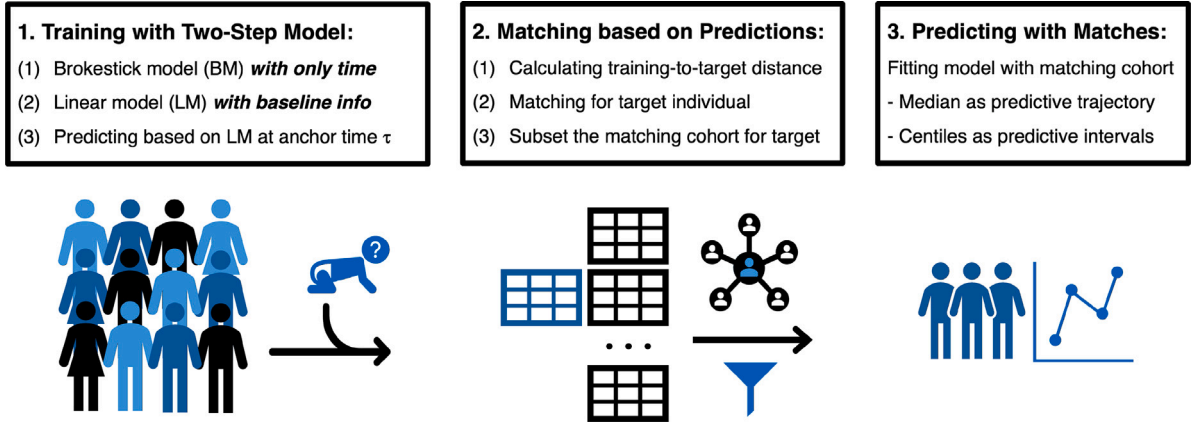 1. Training with Two-Step Model:
(1) Brokestick model (BM) with only time
(2) Linear model (LM) with baseline info
(3) Predicting based on LM at anchor time τ
2. Matching based on Predictions:
(1) Calculating training-to-target distance
(2) Matching for target individual
(3) Subset the matching cohort for target
3. Predicting with Matches:
Fitting model with matching cohort
- Median as predictive trajectory
- Centiles as predictive intervals
?
. . .